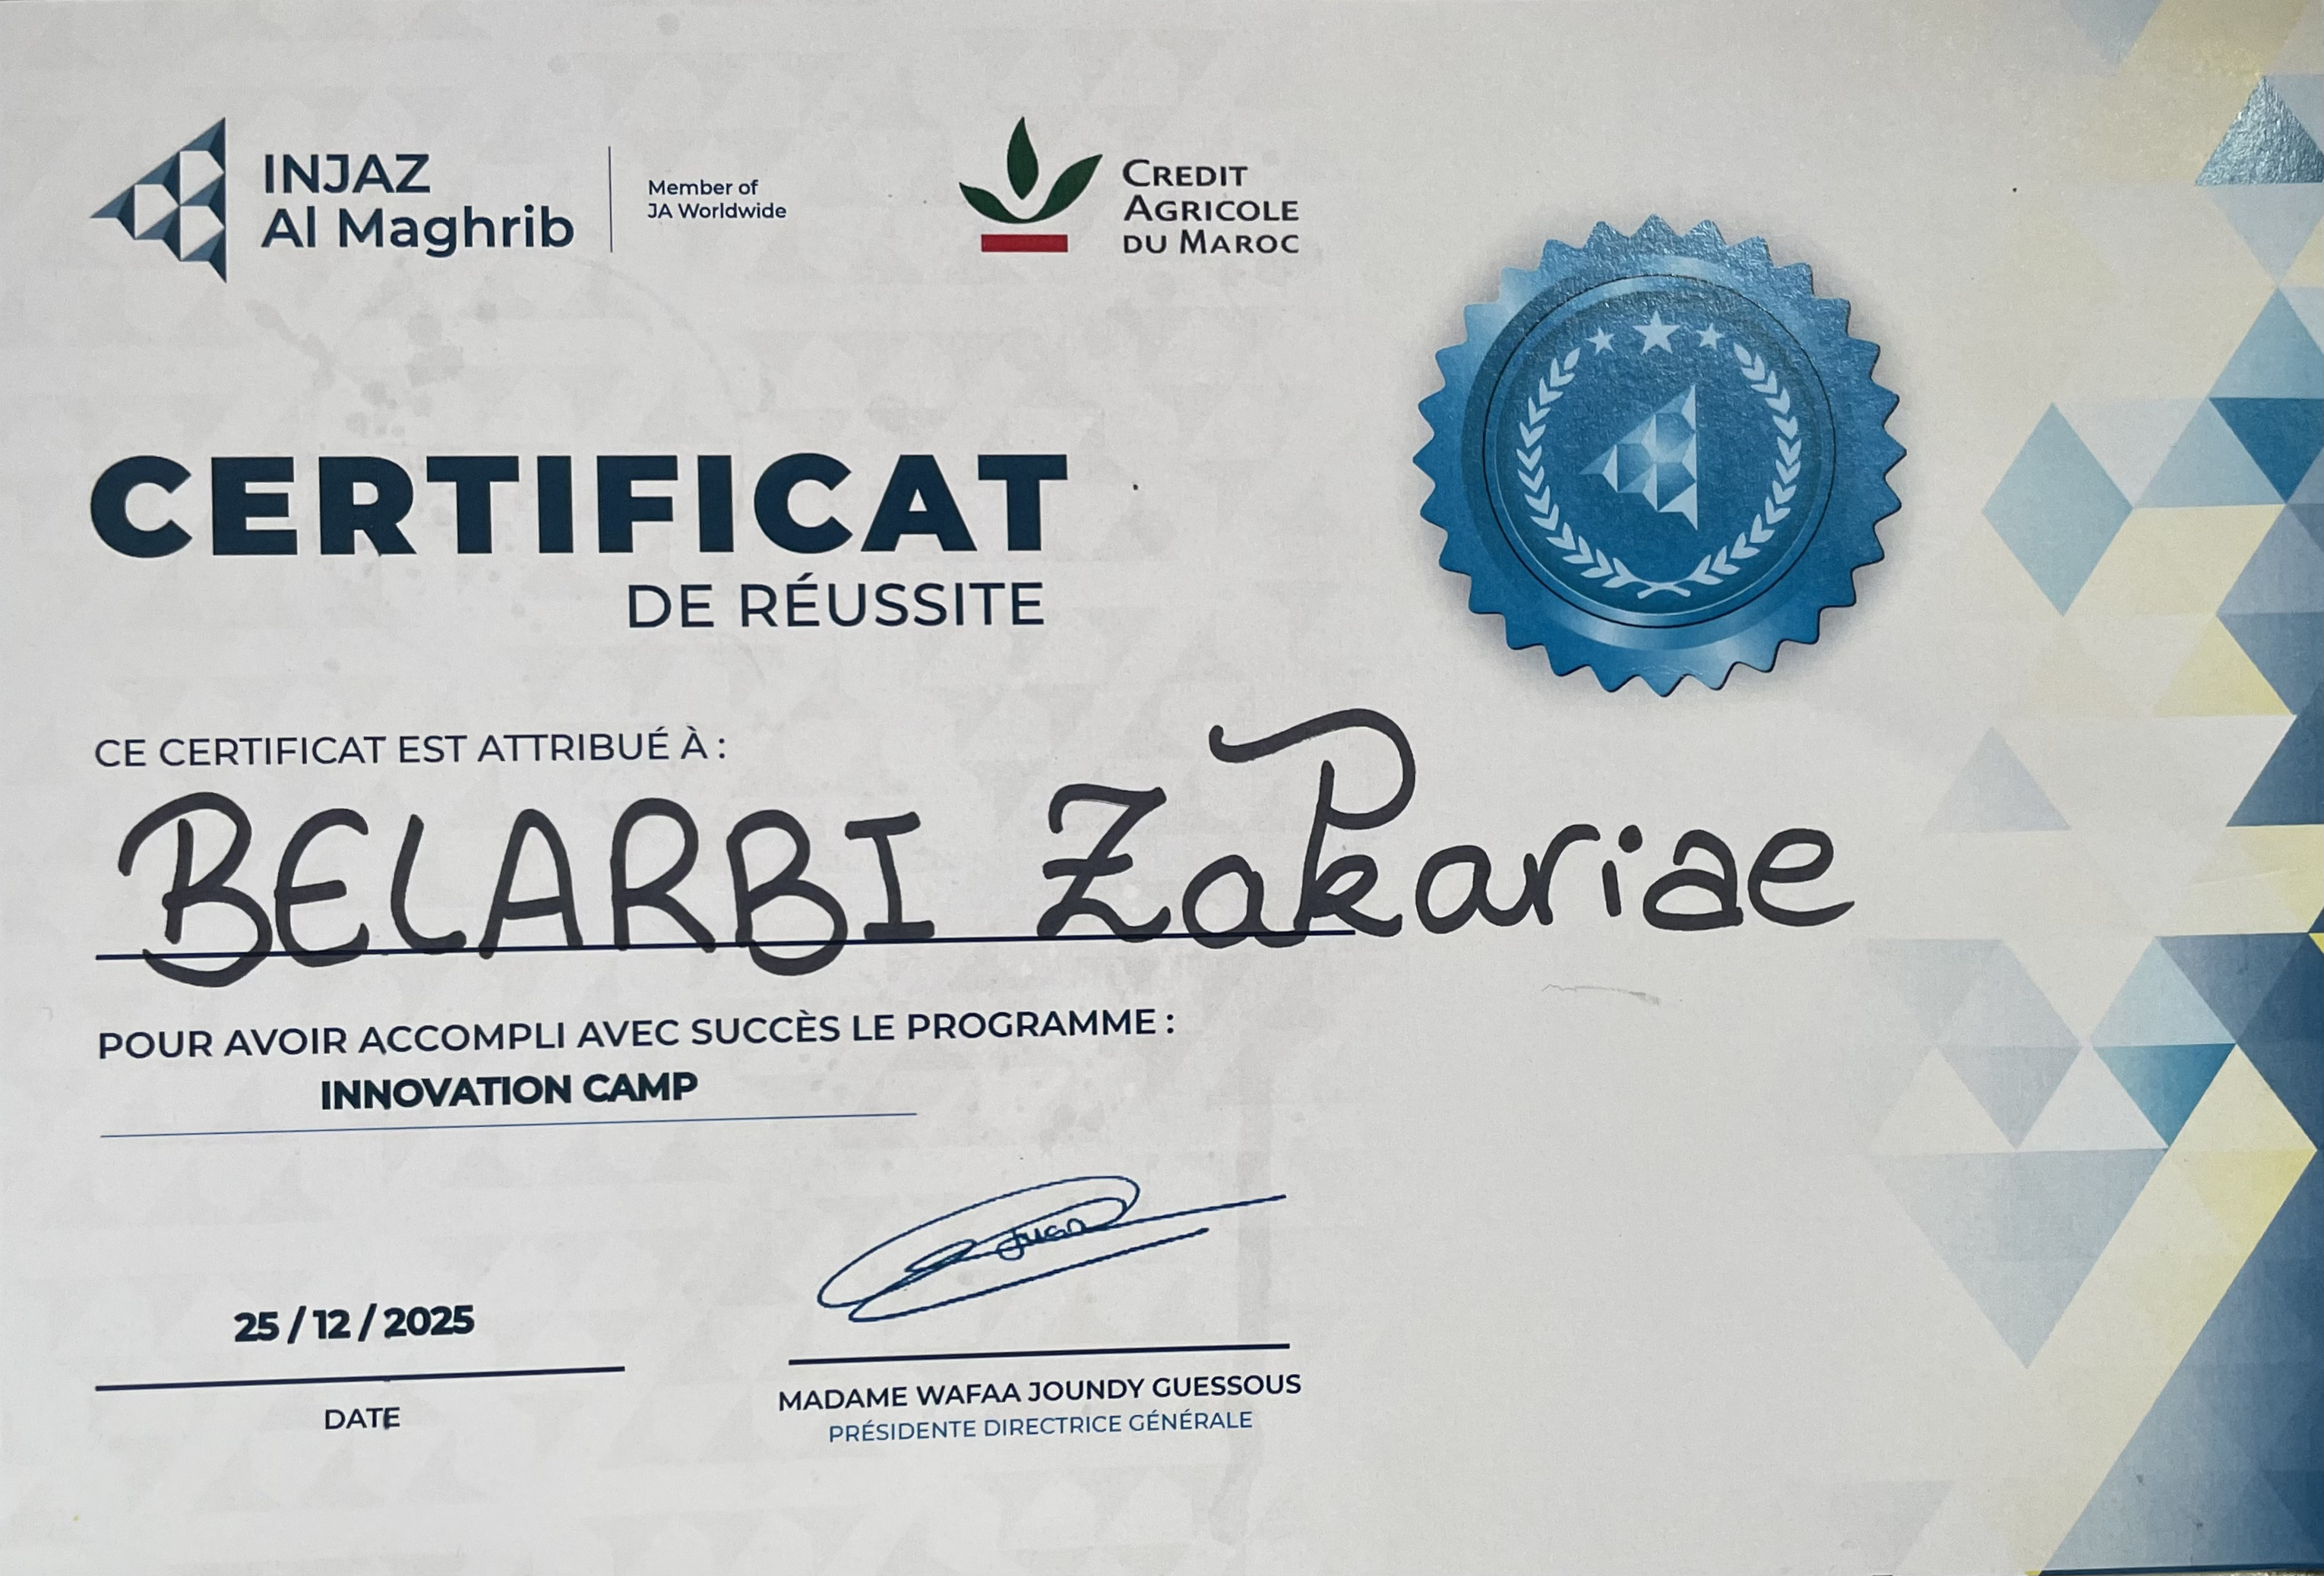 INJAZ
Al Maghrib
Member of
JA Worldwide
CREDIT
AGRICOLE
DU MAROC
CERTIFICAT
DE RÉUSSITE
CE CERTIFICAT EST ATTRIBUÉ À :
BELARBI Zakariae
POUR AVOIR ACCOMPLI AVEC SUCCÈS LE PROGRAMME :
INNOVATION CAMP
25 / 12 / 2025
DATE
MADAME WAFAA JOUNDY GUESSOUS
PRÉSIDENTE DIRECTRICE GÉNÉRALE